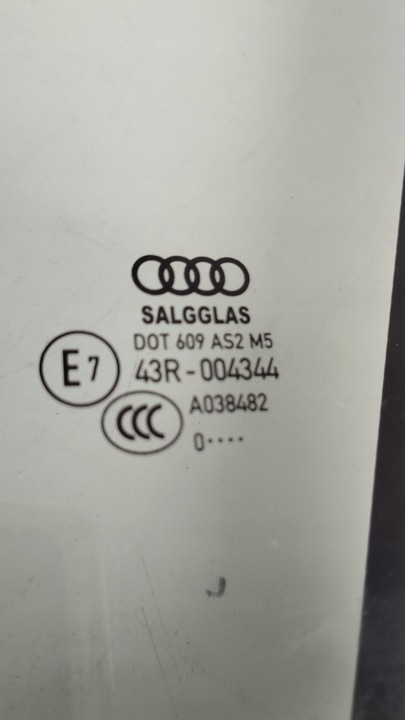 SALGGLAS
DOT 609 AS2 M5
E7 43R-004344
CCC A038482
0····